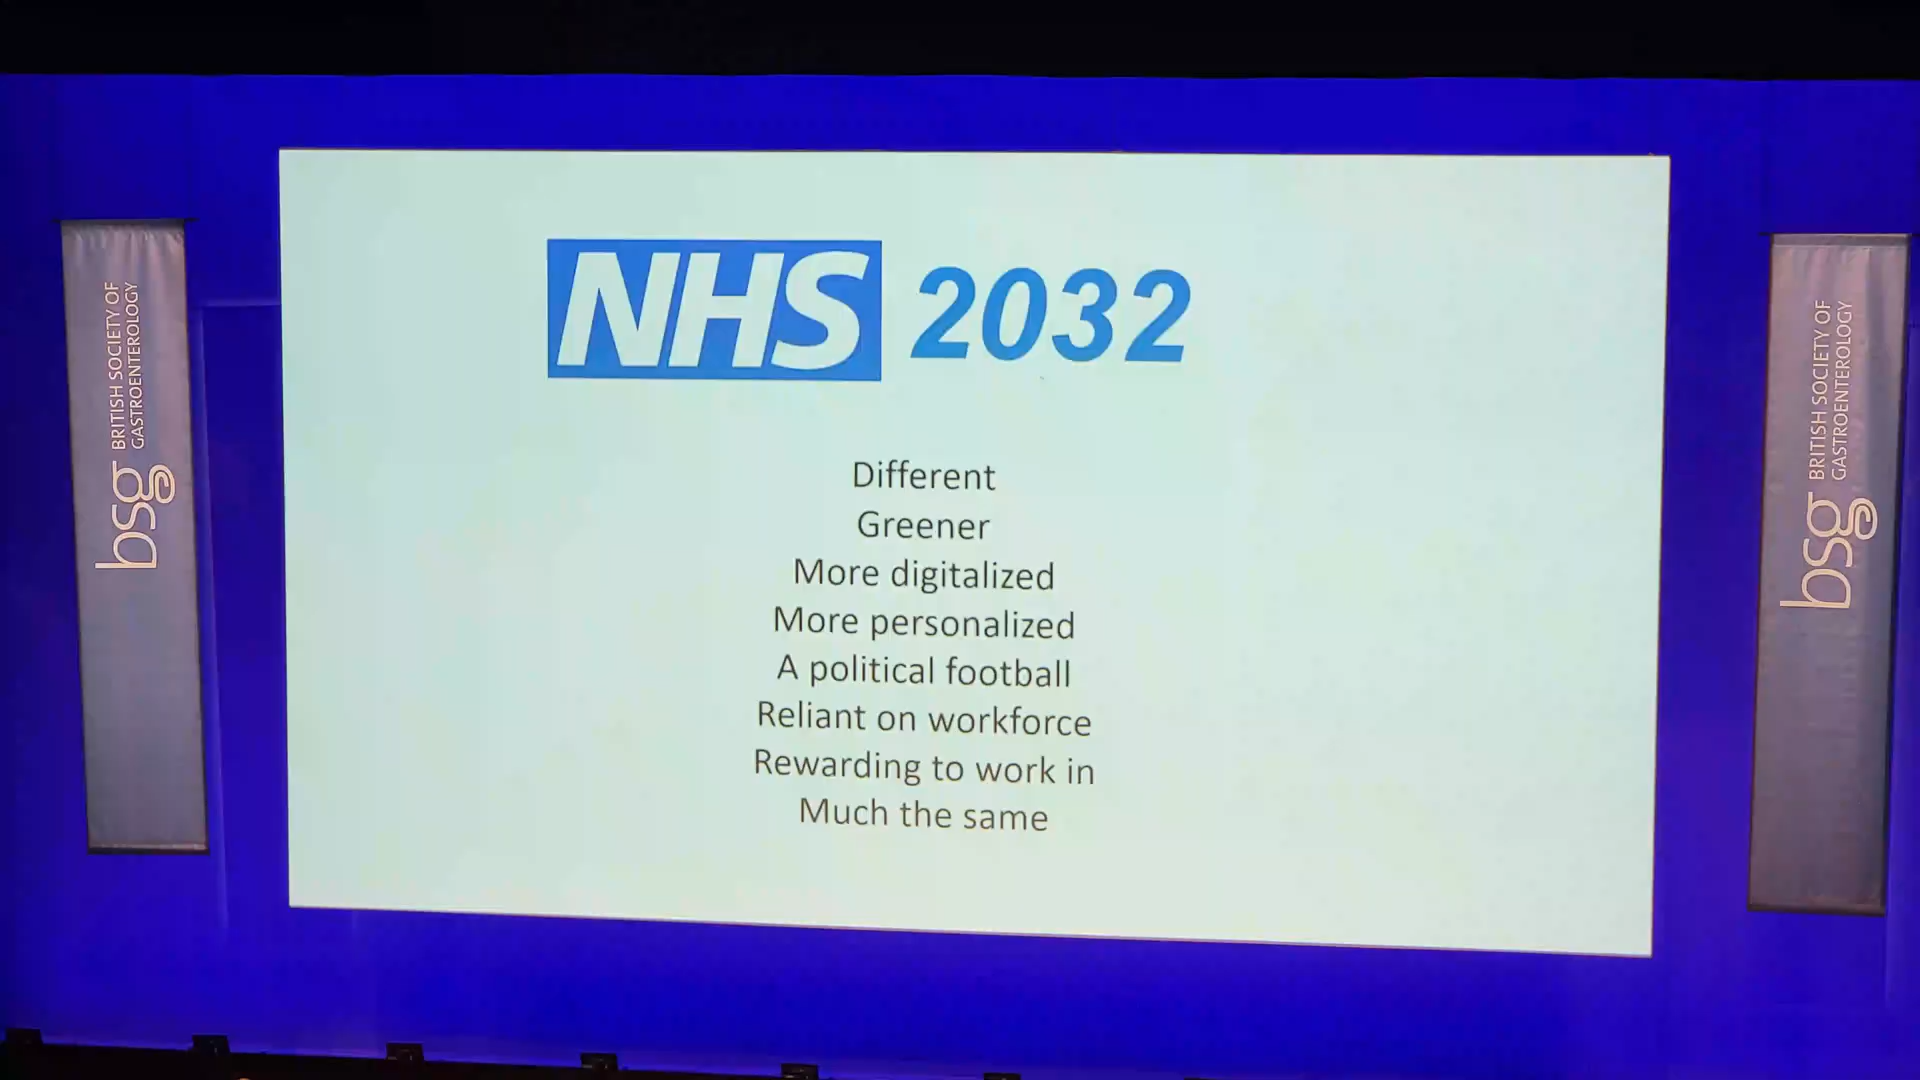 NHS 2032
Different
Greener
More digitalized
More personalized
A political football
Reliant on workforce
Rewarding to work in
Much the same
bsg BRITISH SOCIETY OF
GASTROENTEROLOGY
bsg BRITISH SOCIETY OF
GASTROENTEROLOGY